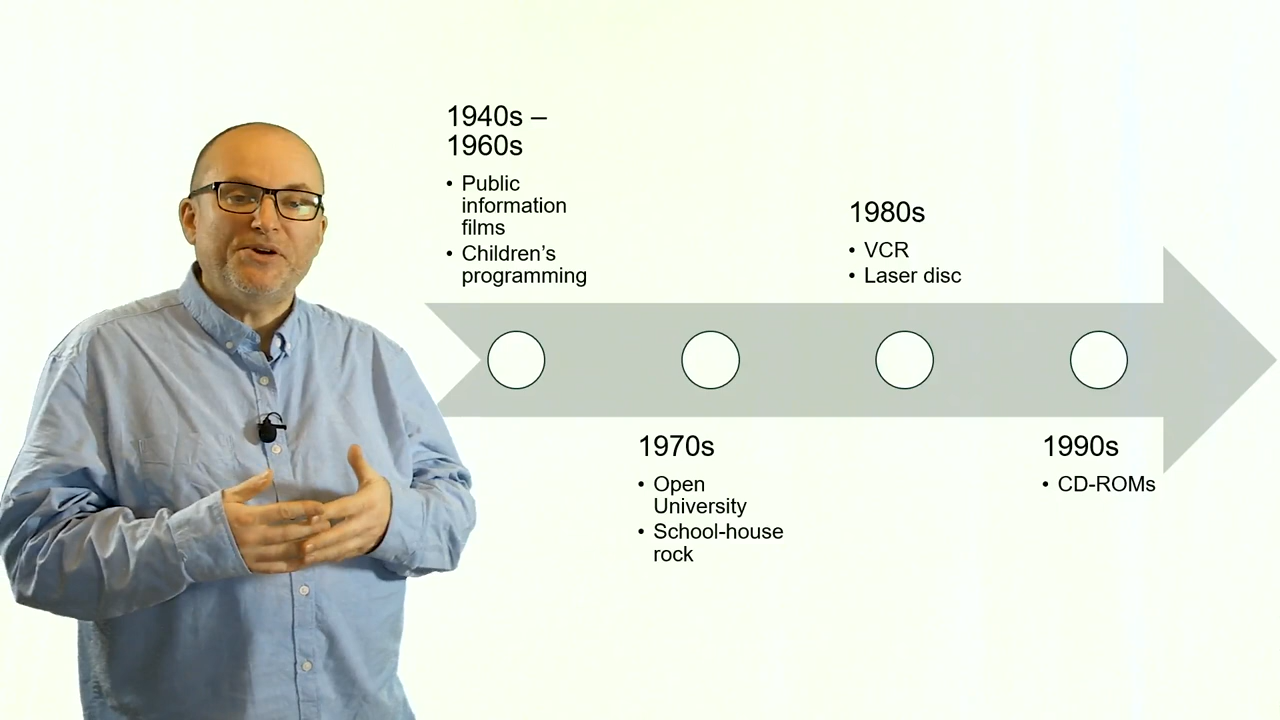 1940s –
1960s
• Public
information
films
• Children’s
programming
1970s
• Open
University
• School-house
rock
1980s
• VCR
• Laser disc
1990s
• CD-ROMs